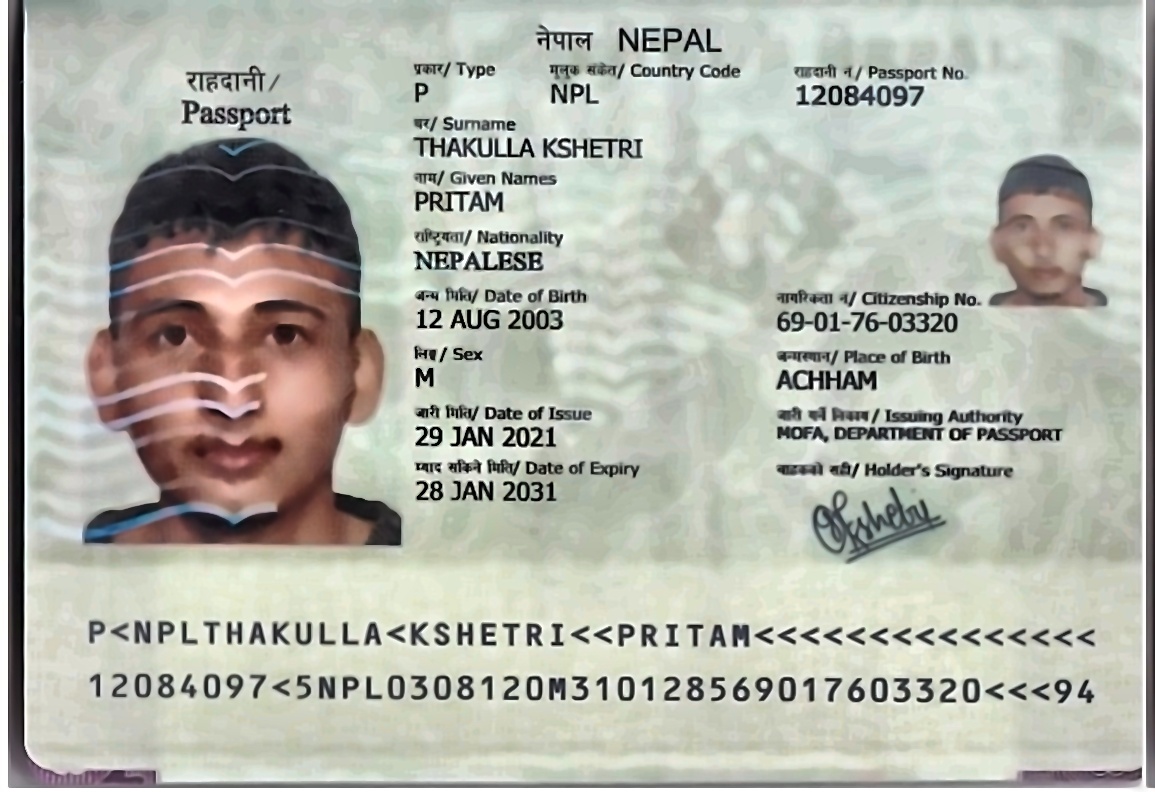 नेपाल NEPAL
राहदानी / Passport
प्रकार/ Type
P
मुलुक संकेत/ Country Code
NPL
राहदानी नं/ Passport No.
12084097
थर/ Surname
THAKULLA KSHETRI
नाम/ Given Names
PRITAM
राष्ट्रियता/ Nationality
NEPALESE
जन्म मिति/ Date of Birth
12 AUG 2003
नागरिकता नं/ Citizenship No.
69-01-76-03320
लिङ्ग/ Sex
M
जन्मस्थान/ Place of Birth
ACHHAM
जारी मिति/ Date of Issue
29 JAN 2021
जारी गर्ने निकाय/ Issuing Authority
MOFA, DEPARTMENT OF PASSPORT
म्याद सकिने मिति/ Date of Expiry
28 JAN 2031
वाहकको सही/ Holder's Signature
P<NPLTHAKULLA<KSHETRI<<PRITAM<<<<<<<<<<<<<<<
12084097<5NPL0308120M310128569017603320<<<94